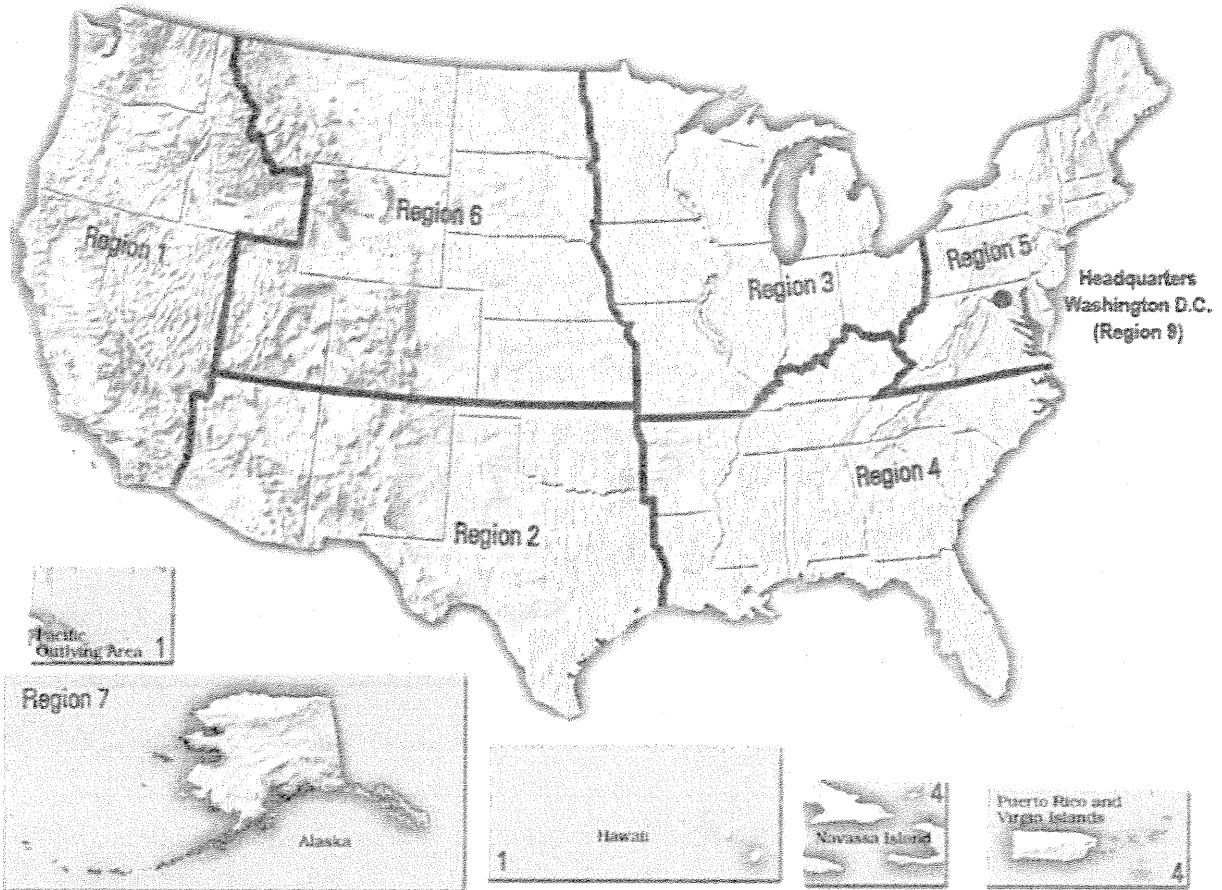 Region 6
Region 1
Region 5
Region 3
Headquarters
Washington D.C.
(Region 9)
Region 4
Region 2
Pacific
Outlying Area 1
Region 7
Alaska
Hawaii
1
4
Navassa Island
Puerto Rico and
Virgin Islands
4